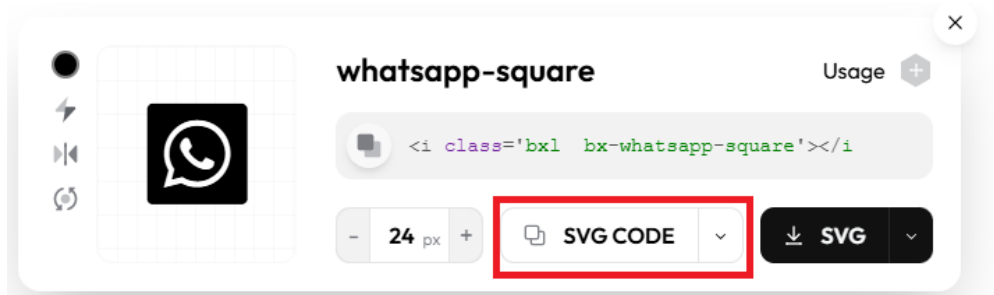 whatsapp-square
Usage
<i class='bxl  bx-whatsapp-square'></i
- 24 px +
SVG CODE
SVG